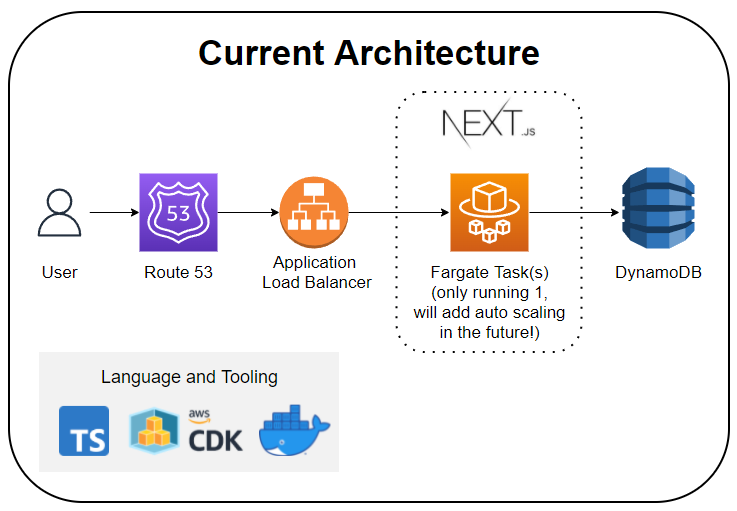 Current Architecture
NEXT.JS
53
User
Route 53
Application
Load Balancer
Fargate Task(s)
(only running 1,
will add auto scaling
in the future!)
DynamoDB
Language and Tooling
TS
aws
CDK